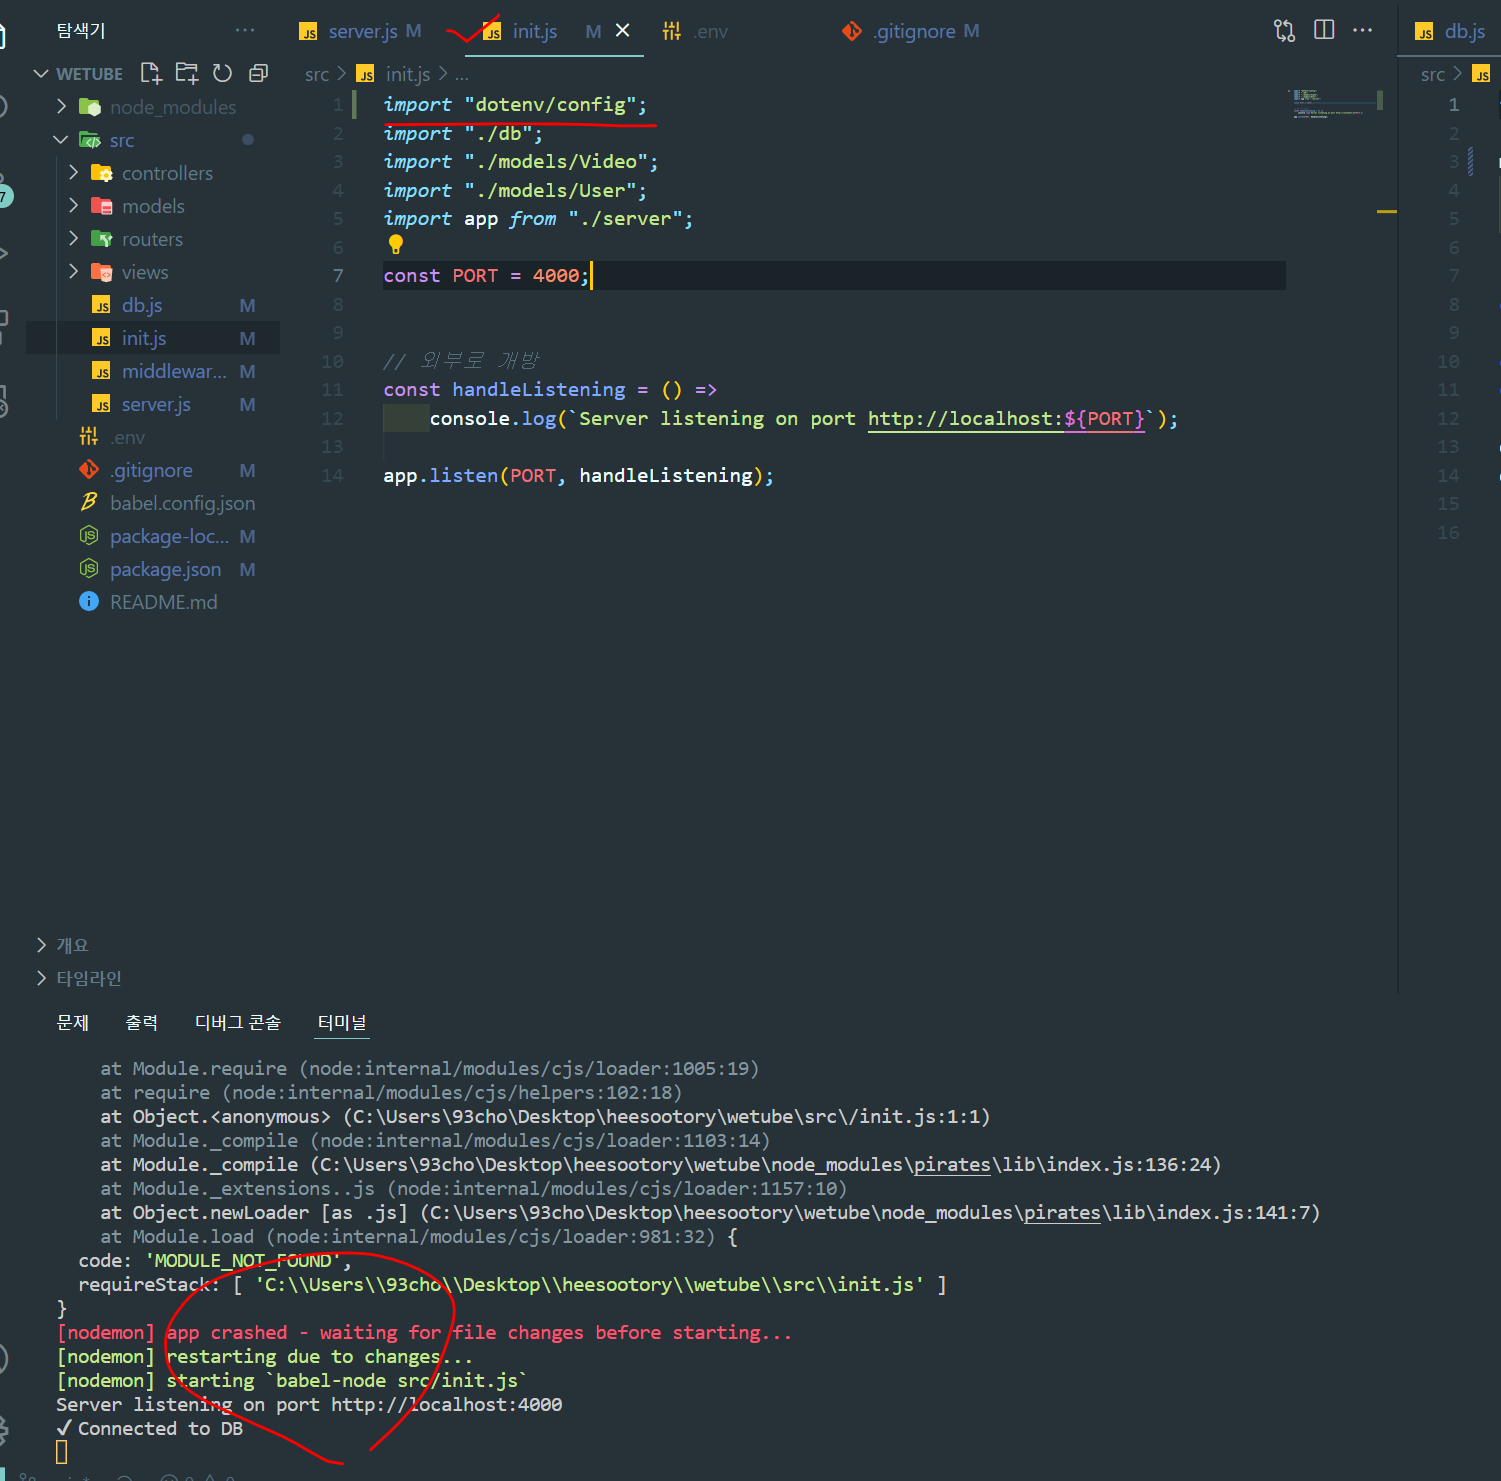 탐색기 ...
server.js M
init.js M
.env
.gitignore M
db.js
WETUBE
src > init.js > ...
src >
node_modules
src
controllers
models
routers
views
db.js M
init.js M
middlewar... M
server.js M
.env
.gitignore M
babel.config.json
package-loc... M
package.json M
README.md
7
1 import "dotenv/config";
2 import "./db";
3 import "./models/Video";
4 import "./models/User";
5 import app from "./server";
6
7 const PORT = 4000;
8
9
10 // 외부로 개방
11 const handleListening = () =>
12 console.log(`Server listening on port http://localhost:${PORT}`);
13
14 app.listen(PORT, handleListening);
1
2
3
4
5
6
7
8
9
10
11
12
13
14
15
16
개요
타임라인
문제 출력 디버그 콘솔 터미널
at Module.require (node:internal/modules/cjs/loader:1005:19)
at require (node:internal/modules/cjs/helpers:102:18)
at Object.<anonymous> (C:\Users\93cho\Desktop\heesootory\wetube\src\/init.js:1:1)
at Module._compile (node:internal/modules/cjs/loader:1103:14)
at Module._compile (C:\Users\93cho\Desktop\heesootory\wetube\node_modules\pirates\lib\index.js:136:24)
at Module._extensions..js (node:internal/modules/cjs/loader:1157:10)
at Object.newLoader [as .js] (C:\Users\93cho\Desktop\heesootory\wetube\node_modules\pirates\lib\index.js:141:7)
at Module.load (node:internal/modules/cjs/loader:981:32) {
code: 'MODULE_NOT_FOUND',
requireStack: [ 'C:\\Users\\93cho\\Desktop\\heesootory\\wetube\\src\\init.js' ]
}
[nodemon] app crashed - waiting for file changes before starting...
[nodemon] restarting due to changes...
[nodemon] starting `babel-node src/init.js`
Server listening on port http://localhost:4000
✔ Connected to DB